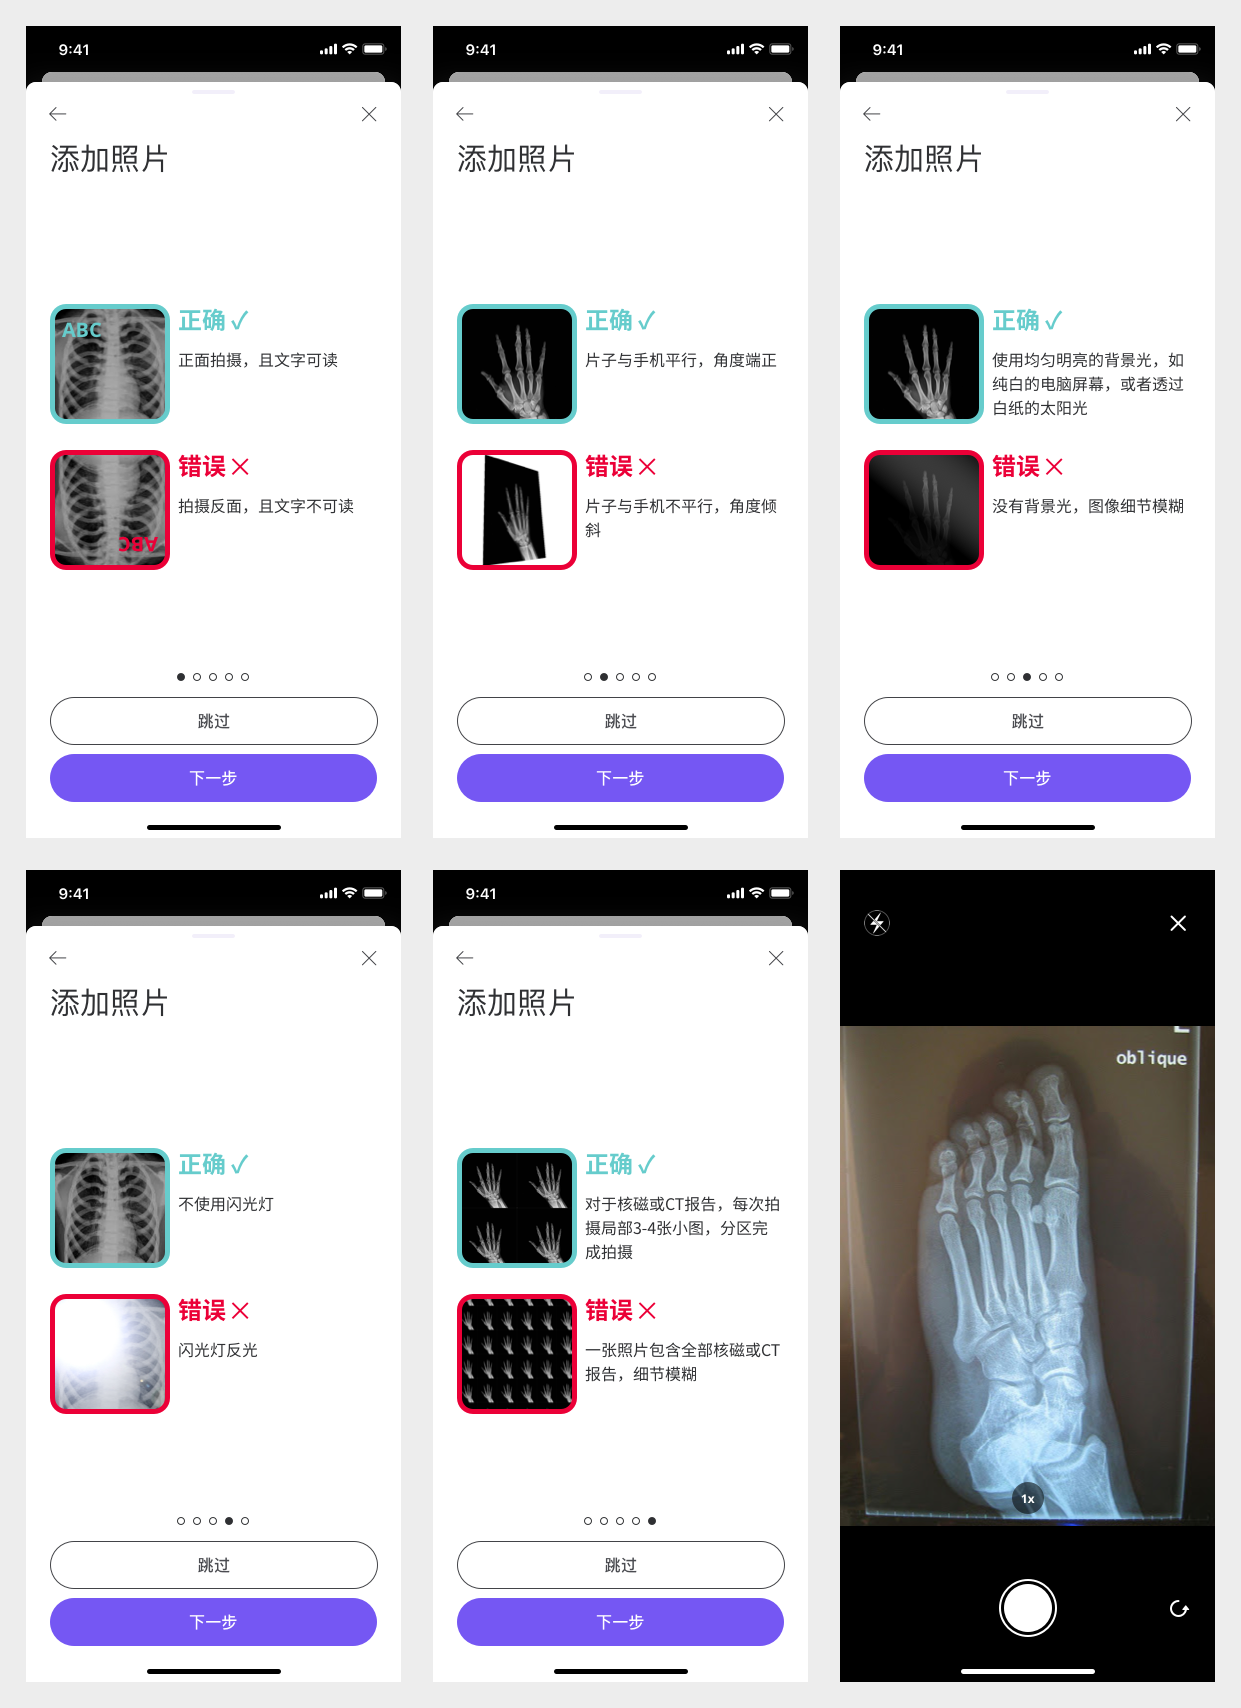 9:41
添加照片
ABC
正确
正面拍摄，且文字可读
错误
拍摄反面，且文字不可读
ABC
跳过
下一步
9:41
添加照片
正确
片子与手机平行，角度端正
错误
片子与手机不平行，角度倾
斜
跳过
下一步
9:41
添加照片
正确
使用均匀明亮的背景光，如
纯白的电脑屏幕，或者透过
白纸的太阳光
错误
没有背景光，图像细节模糊
跳过
下一步
9:41
添加照片
正确
不使用闪光灯
错误
闪光灯反光
跳过
下一步
9:41
添加照片
正确
对于核磁或CT报告，每次拍
摄局部3-4张小图，分区完
成拍摄
错误
一张照片包含全部核磁或CT
报告，细节模糊
跳过
下一步
oblique
1x